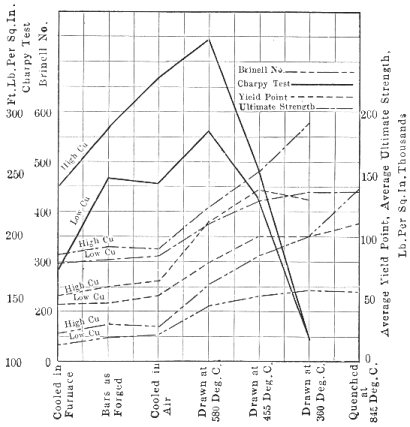 Ft. Lb. Per Sq. In.
Charpy Test
Brinell No.
300
250
200
150
100
600
500
400
300
200
100
0
Brinell No.
Charpy Test
Yield Point
Ultimate Strength
High Cu
Low Cu
High Cu
Low Cu
High Cu
Low Cu
High Cu
Low Cu
200
150
100
50
0
Average Yield Point, Average Ultimate Strength,
Lb. Per Sq. In. Thousands
Cooled in
Furnace
Bars as
Forged
Cooled in
Air
Drawn at
580 Deg. C.
Drawn at
455 Deg. C.
Drawn at
360 Deg. C.
Quenched
at
845 Deg. C.